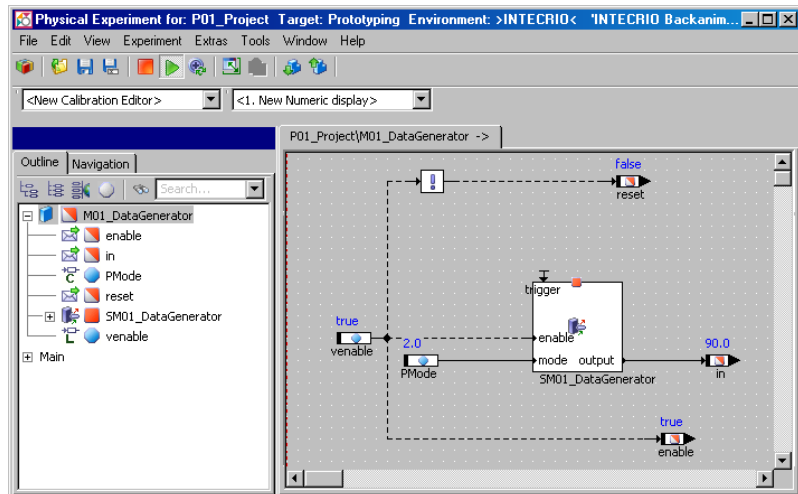 Physical Experiment for: P01_Project Target: Prototyping Environment: >INTECRIO< 'INTECRIO Backanim...
File Edit View Experiment Extras Tools Window Help
<New Calibration Editor> <1. New Numeric display>
P01_Project\M01_DataGenerator ->
Outline Navigation
Search...
M01_DataGenerator
enable
in
PMode
reset
SM01_DataGenerator
venable
Main
false
!
reset
trigger
true
enable
venable
2.0
90.0
mode output
PMode
in
SM01_DataGenerator
true
enable